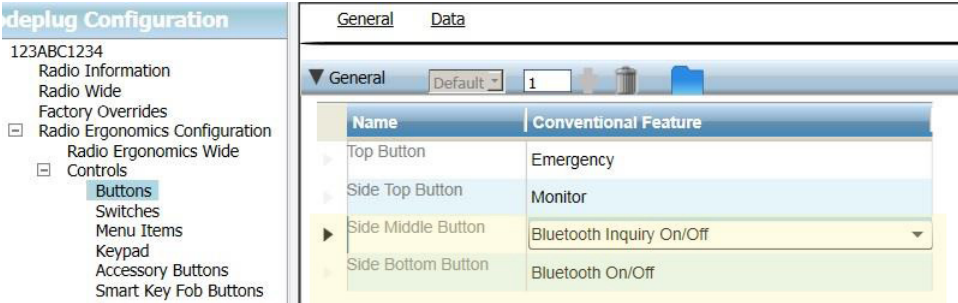 odeplug Configuration
123ABC1234
Radio Information
Radio Wide
Factory Overrides
Radio Ergonomics Configuration
Radio Ergonomics Wide
Controls
Buttons
Switches
Menu Items
Keypad
Accessory Buttons
Smart Key Fob Buttons
General Data
General Default 1
Name Conventional Feature
Top Button Emergency
Side Top Button Monitor
Side Middle Button Bluetooth Inquiry On/Off
Side Bottom Button Bluetooth On/Off